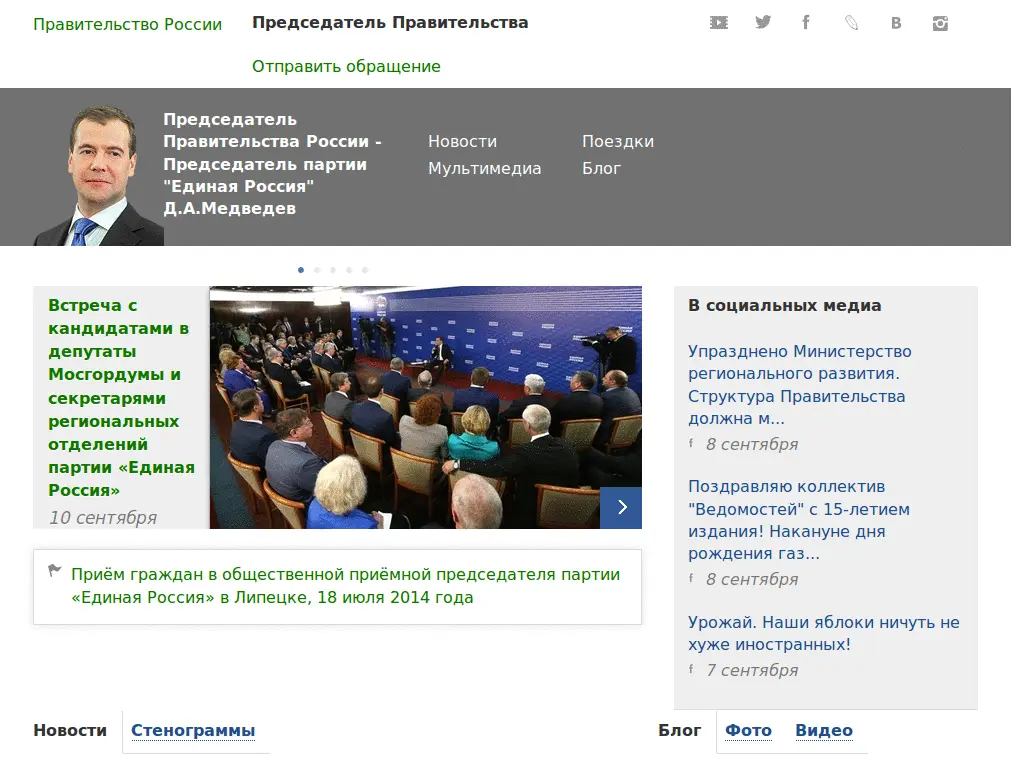 Правительство России
Председатель Правительства
В
Отправить обращение
Председатель
Правительства России -
Председатель партии
"Единая Россия"
Д.А.Медведев
Новости
Поездки
Мультимедиа
Блог
Встреча с
кандидатами в
депутаты
Мосгордумы и
секретарями
региональных
отделений
партии «Единая
Россия»
10 сентября
Приём граждан в общественной приёмной председателя партии
«Единая Россия» в Липецке, 18 июля 2014 года
В социальных медиа
Упразднено Министерство
регионального развития.
Структура Правительства
должна м...
8 сентября
Поздравляю коллектив
"Ведомостей" с 15-летием
издания! Накануне дня
рождения газ...
8 сентября
Урожай. Наши яблоки ничуть не
хуже иностранных!
7 сентября
Новости
Стенограммы
Блог
Фото
Видео